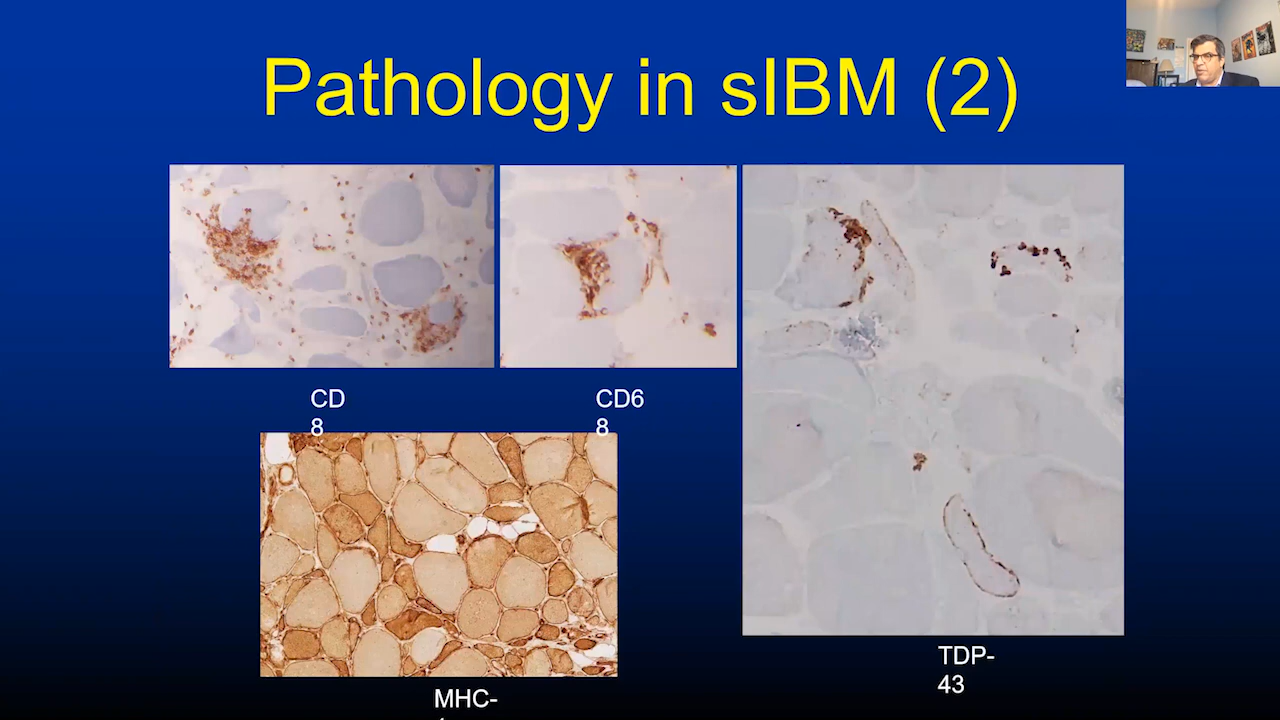 Pathology in sIBM (2)
CD
8
CD6
8
TDP-
43
MHC-